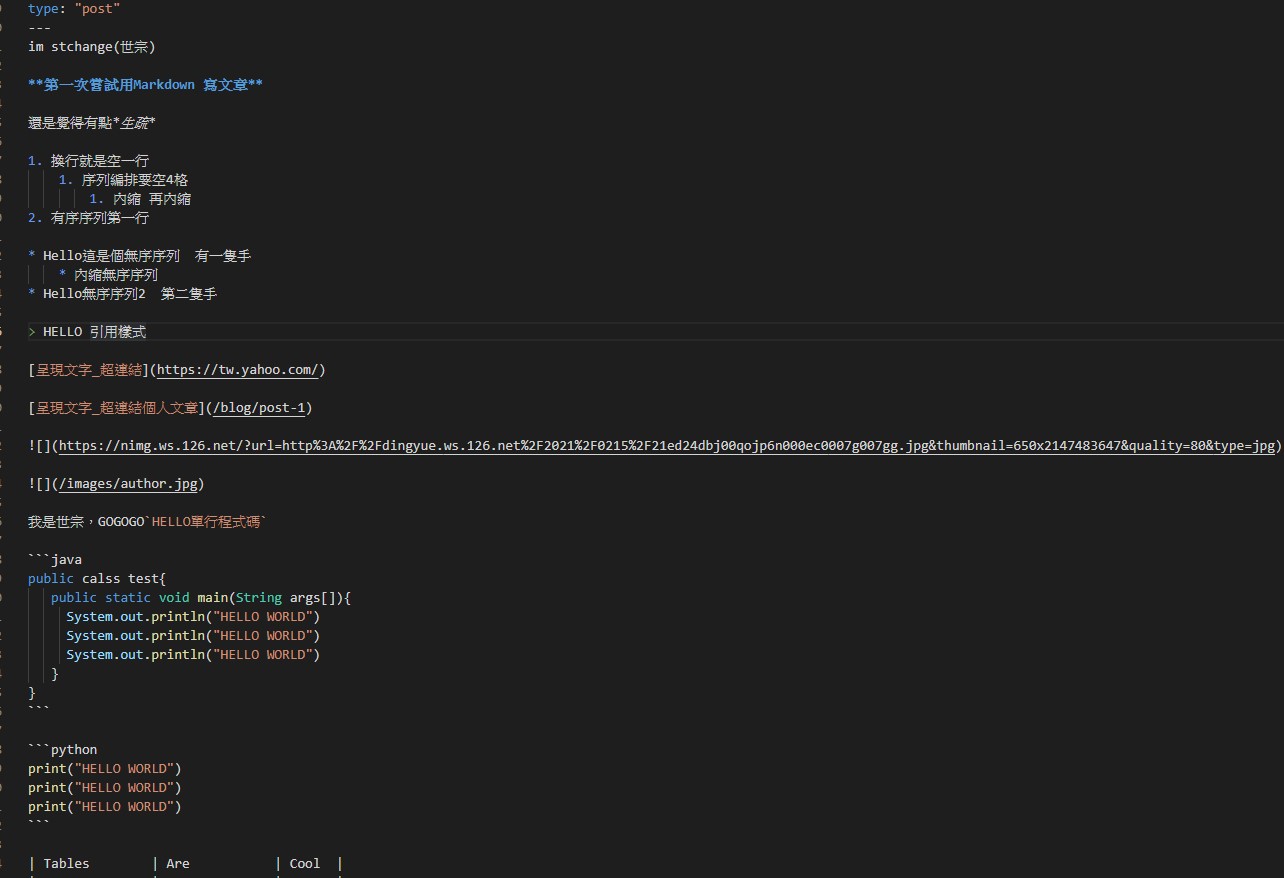 type: "post"
---
im stchange(世宗)
**第一次嘗試用Markdown 寫文章**
還是覺得有點*生疏*
1. 換行就是空一行
1. 序列編排要空4格
1. 內縮 再內縮
2. 有序序列第一行
* Hello這是個無序序列  有一隻手
* 內縮無序序列
* Hello無序序列2  第二隻手
> HELLO 引用樣式
[呈現文字_超連結](https://tw.yahoo.com/)
[呈現文字_超連結個人文章](/blog/post-1)
![](https://nimg.ws.126.net/?url=http%3A%2F%2Fdingyue.ws.126.net%2F2021%2F0215%2F21ed24dbj00qojp6n000ec0007g007gg.jpg&thumbnail=650x2147483647&quality=80&type=jpg)
![](/images/author.jpg)
我是世宗，GOGOGO`HELLO單行程式碼`
```java
public calss test{
public static void main(String args[]){
System.out.println("HELLO WORLD")
System.out.println("HELLO WORLD")
System.out.println("HELLO WORLD")
}
}
```
```python
print("HELLO WORLD")
print("HELLO WORLD")
print("HELLO WORLD")
```
| Tables | Are | Cool |